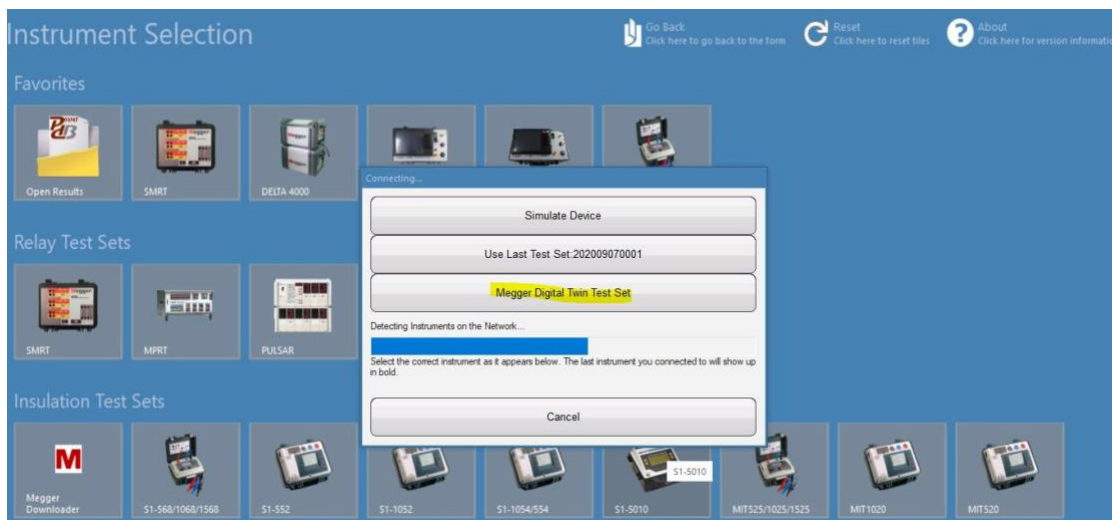 Instrument Selection
Go Back
Click here to go back to the form
Reset
Click here to reset tiles
About
Click here for version informatio
Favorites
Open Results
SMRT
DELTA 4000
Connecting...
Simulate Device
Use Last Test Set:202009070001
Megger Digital Twin Test Set
Detecting Instruments on the Network...
Select the correct instrument as it appears below. The last instrument you connected to will show up
in bold.
Cancel
Relay Test Sets
SMRT
MPRT
PULSAR
Insulation Test Sets
M
Megger
Downloader
S1-568/1068/1568
S1-552
S1-1052
S1-1054/554
S1-5010
S1-5010
MIT525/1025/1525
MIT1020
MIT520